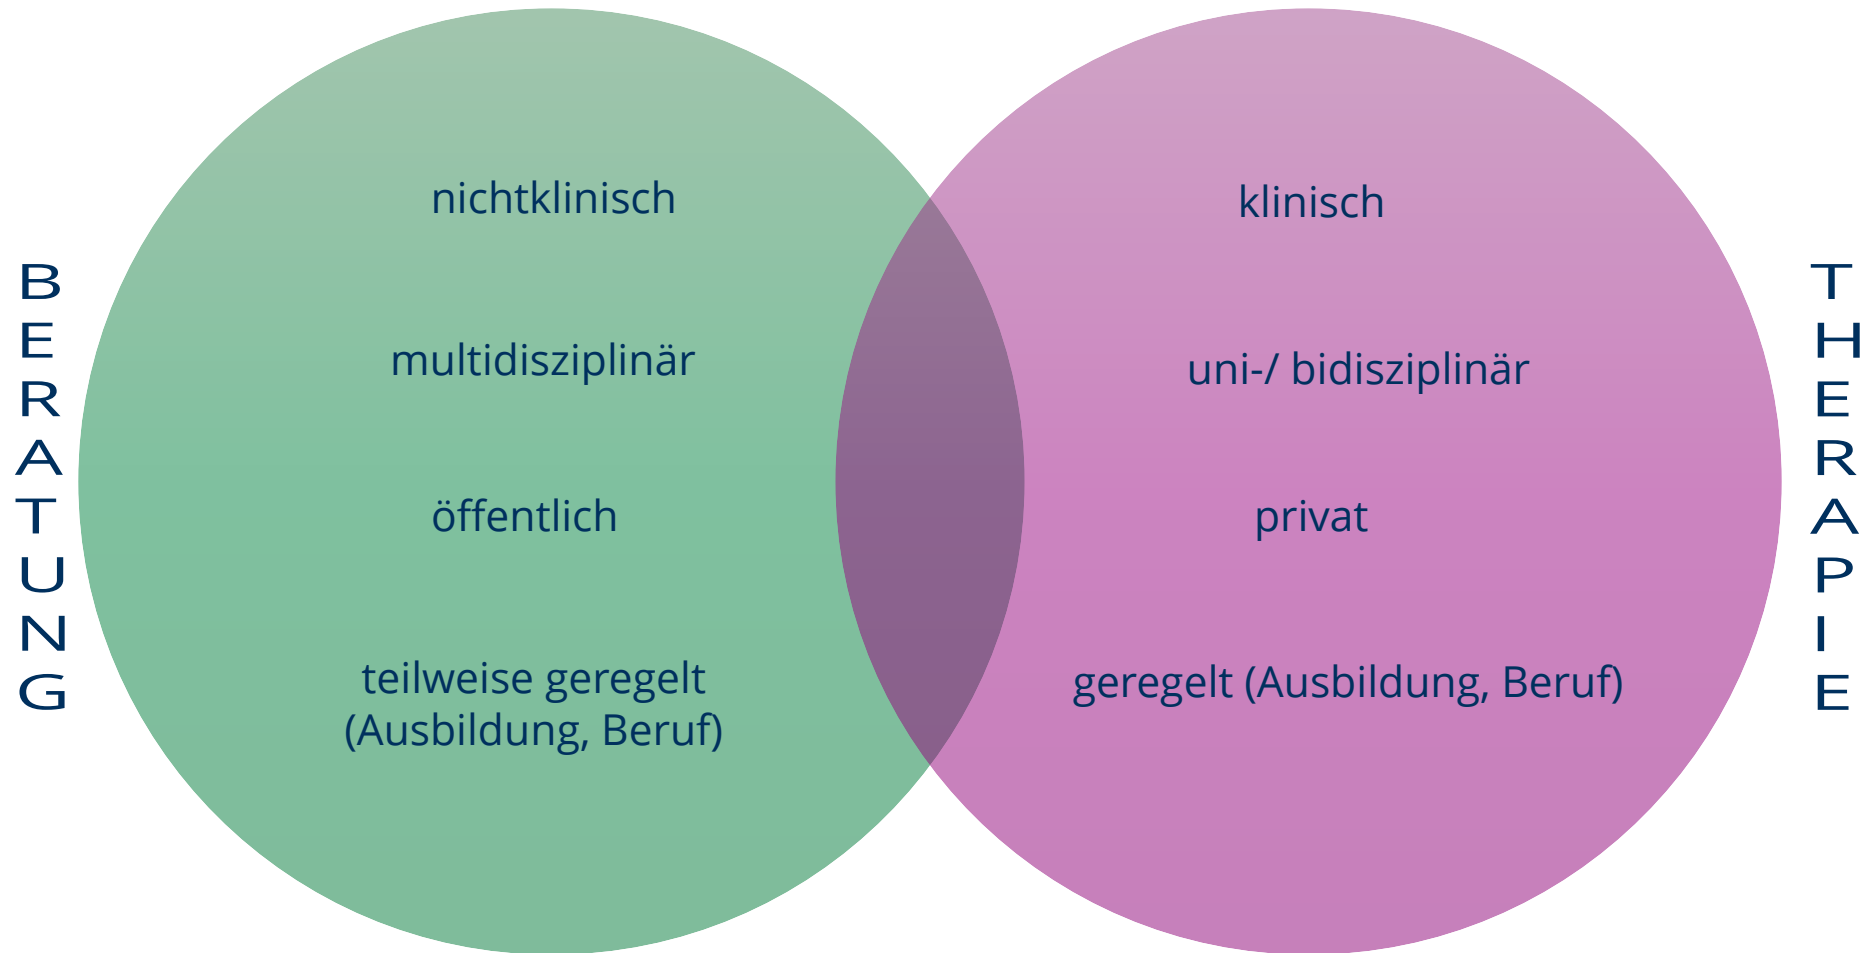 BERATUNG
nichtklinisch
multidisziplinär
öffentlich
teilweise geregelt
(Ausbildung, Beruf)
klinisch
uni-/ bidisziplinär
privat
geregelt (Ausbildung, Beruf)
THERAPIE